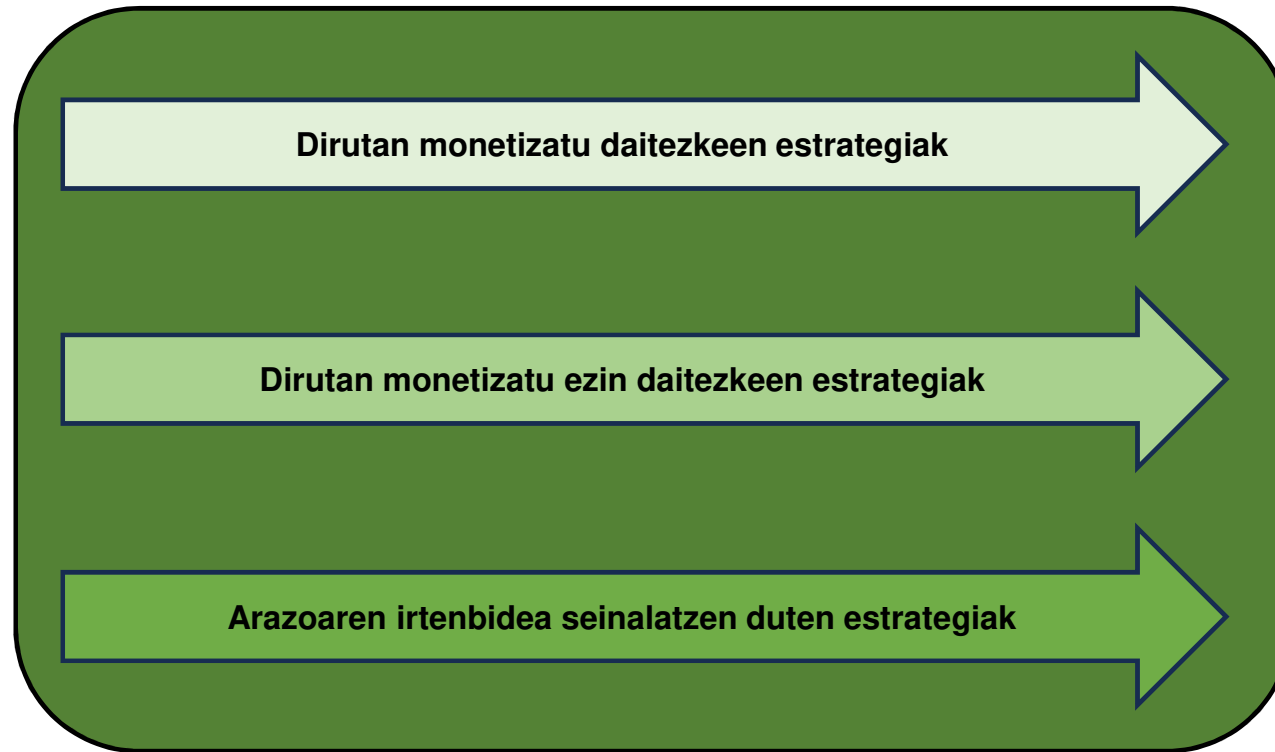 Dirutan monetizatu daitezkeen estrategiak
Dirutan monetizatu ezin daitezkeen estrategiak
Arazoaren irtenbidea seinalatzen duten estrategiak